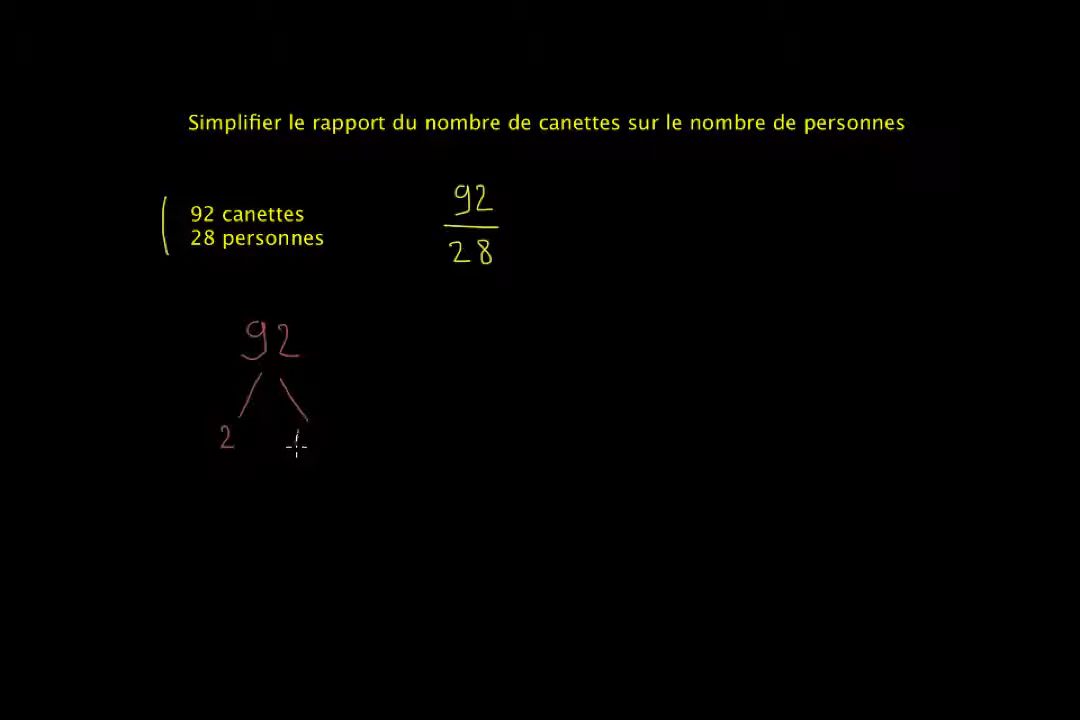 Simplifier le rapport du nombre de canettes sur le nombre de personnes
92 canettes
28 personnes
92
28
92
2